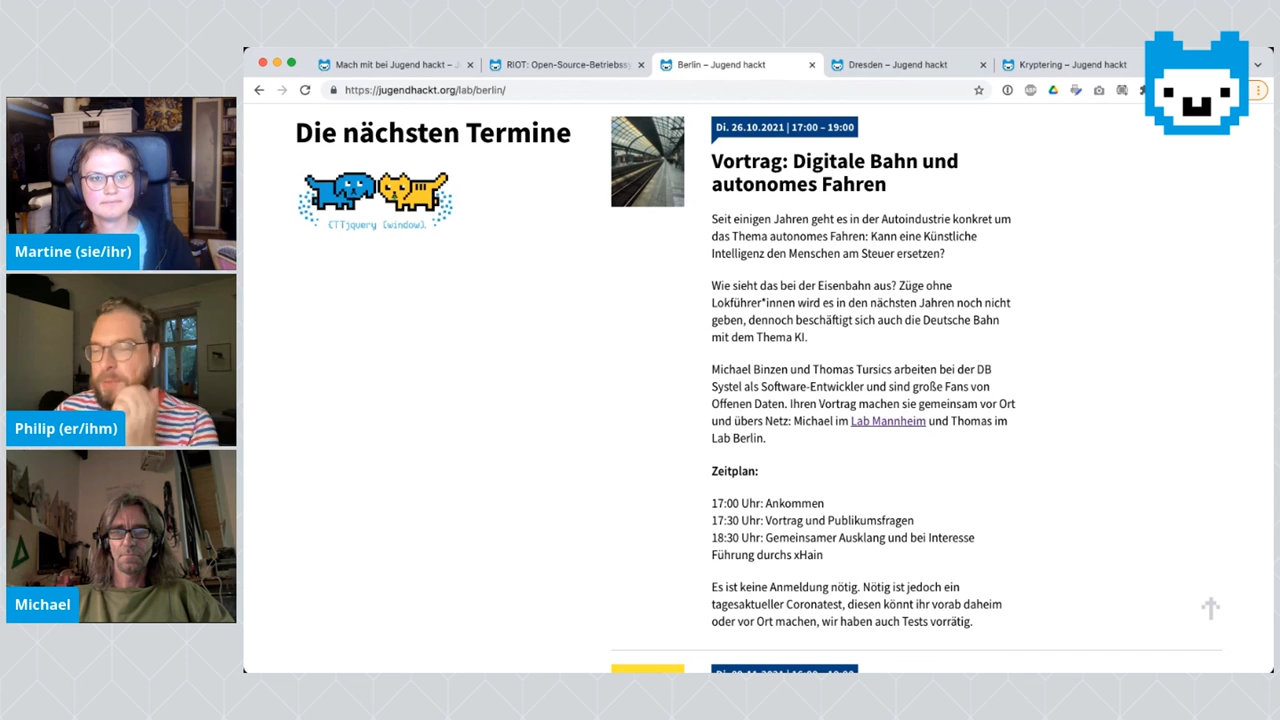 Mach mit bei Jugend hackt –
RIOT: Open-Source-Betriebssy
Berlin – Jugend hackt
Dresden – Jugend hackt
Kryptering – Jugend hackt
https://jugendhackt.org/lab/berlin/
Die nächsten Termine
Di. 26.10.2021 | 17:00 – 19:00
Vortrag: Digitale Bahn und
autonomes Fahren
Seit einigen Jahren geht es in der Autoindustrie konkret um
das Thema autonomes Fahren: Kann eine Künstliche
Intelligenz den Menschen am Steuer ersetzen?
Wie sieht das bei der Eisenbahn aus? Züge ohne
Lokführer*innen wird es in den nächsten Jahren noch nicht
geben, dennoch beschäftigt sich auch die Deutsche Bahn
mit dem Thema KI.
Michael Binzen und Thomas Tursics arbeiten bei der DB
Systel als Software-Entwickler und sind große Fans von
Offenen Daten. Ihren Vortrag machen sie gemeinsam vor Ort
und übers Netz: Michael im Lab Mannheim und Thomas im
Lab Berlin.
Zeitplan:
17:00 Uhr: Ankommen
17:30 Uhr: Vortrag und Publikumsfragen
18:30 Uhr: Gemeinsamer Ausklang und bei Interesse
Führung durchs xHain
Es ist keine Anmeldung nötig. Nötig ist jedoch ein
tagesaktueller Coronatest, diesen könnt ihr vorab daheim
oder vor Ort machen, wir haben auch Tests vorrätig.
Martine (sie/ihr)
Philip (er/ihm)
Michael